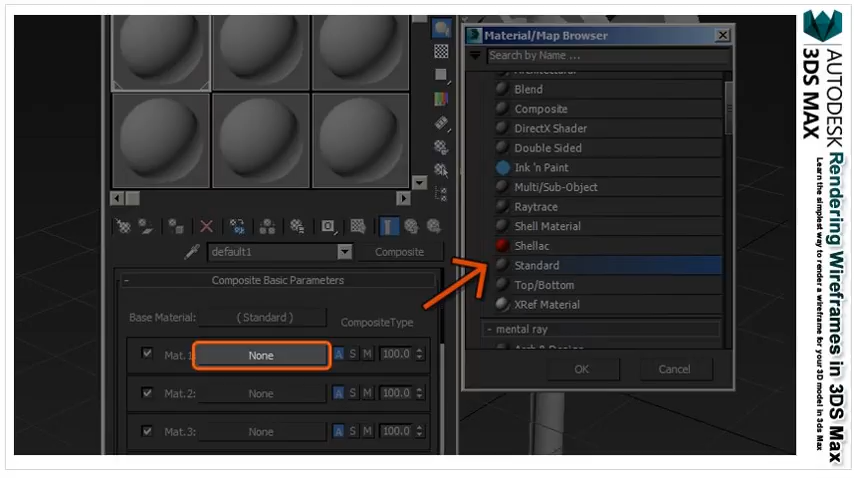 Material/Map Browser
Search by Name ...
Architectural
Blend
Composite
DirectX Shader
Double Sided
Ink 'n Paint
Multi/Sub-Object
Raytrace
Shell Material
Shellac
Standard
Top/Bottom
XRef Material
- mental ray
Arch & Design
OK Cancel
default1 Composite
- Composite Basic Parameters
Base Material: ( Standard ) CompositeType
Mat.1 None A S M 100.0
Mat.2: None A S M 100.0
Mat.3: None A S M 100.0
AUTODESK
3DS MAX
Rendering Wireframes in 3DS Max
Learn the simplest way to render a wireframe for your 3D model in 3ds Max